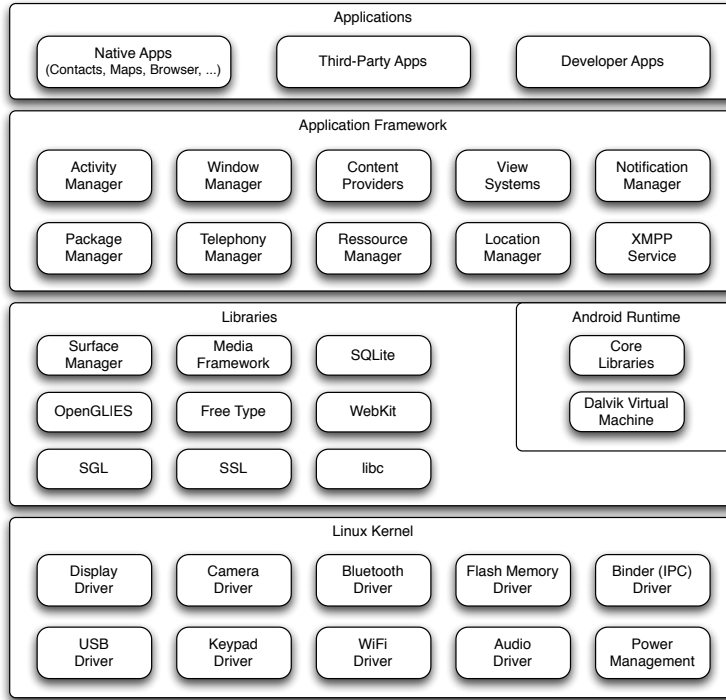 Applications
Native Apps
(Contacts, Maps, Browser, ...)
Third-Party Apps
Developer Apps
Application Framework
Activity
Manager
Window
Manager
Content
Providers
View
Systems
Notification
Manager
Package
Manager
Telephony
Manager
Ressource
Manager
Location
Manager
XMPP
Service
Libraries
Surface
Manager
Media
Framework
SQLite
OpenGLIES
Free Type
WebKit
SGL
SSL
libc
Android Runtime
Core
Libraries
Dalvik Virtual
Machine
Linux Kernel
Display
Driver
Camera
Driver
Bluetooth
Driver
Flash Memory
Driver
Binder (IPC)
Driver
USB
Driver
Keypad
Driver
WiFi
Driver
Audio
Driver
Power
Management